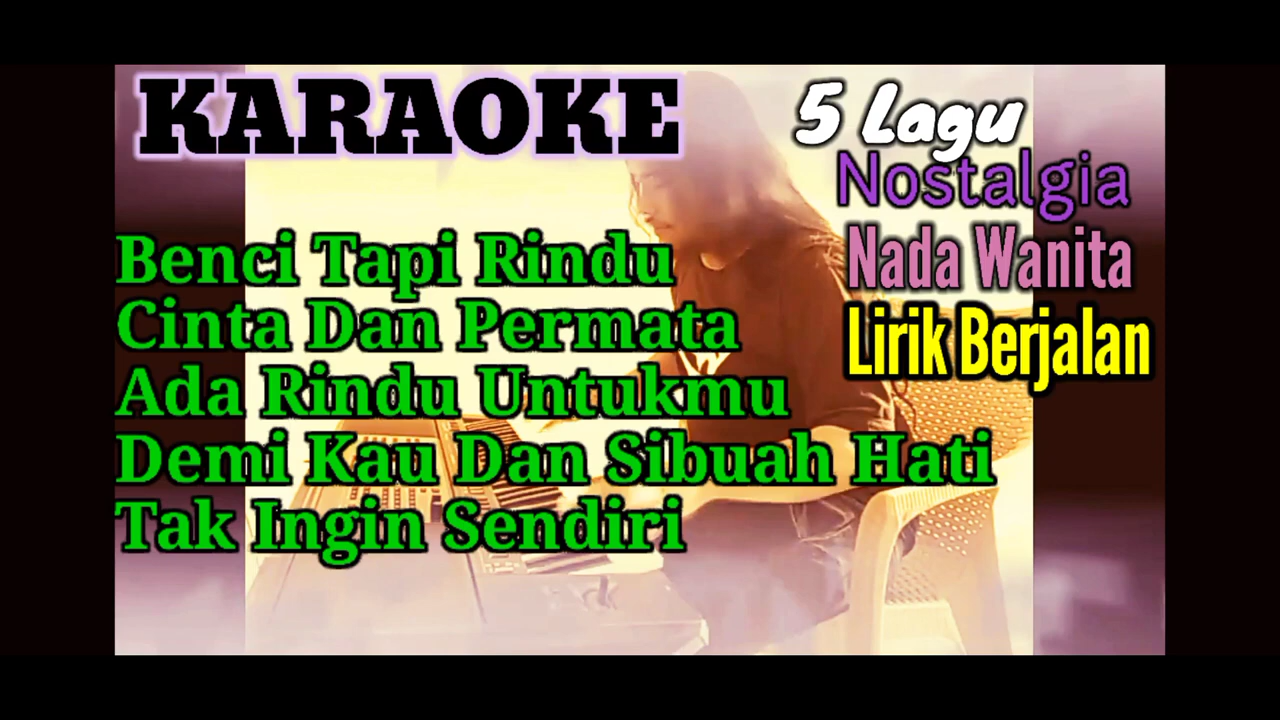 KARAOKE
5 Lagu
Nostalgia
Nada Wanita
Lirik Berjalan
Benci Tapi Rindu
Cinta Dan Permata
Ada Rindu Untukmu
Demi Kau Dan Sibuah Hati
Tak Ingin Sendiri